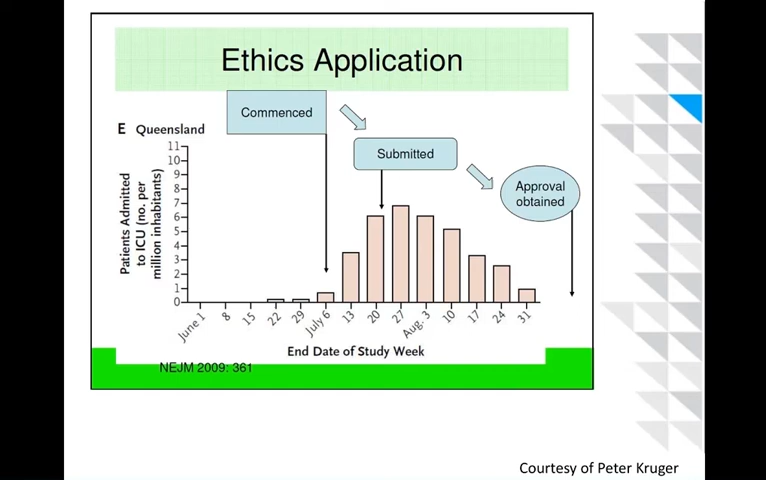 Ethics Application
Commenced
Submitted
Approval
obtained
E Queensland
Patients Admitted
to ICU (no. per
million inhabitants)
11
10
9
8
7
6
5
4
3
2
1
0
June 1 8 15 22 29 July 6 13 20 27 Aug. 3 10 17 24 31
End Date of Study Week
NEJM 2009: 361
Courtesy of Peter Kruger